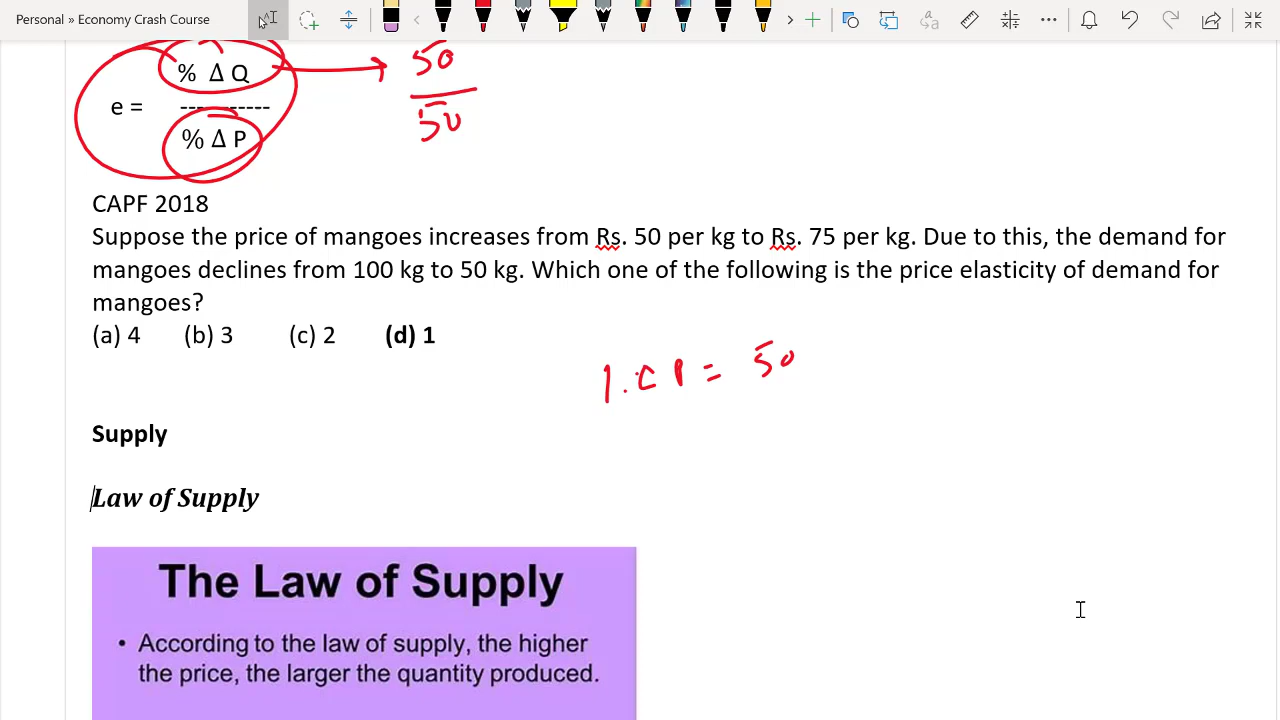 Personal » Economy Crash Course
% Δ Q
e = -----------
% Δ P
50
50
CAPF 2018
Suppose the price of mangoes increases from Rs. 50 per kg to Rs. 75 per kg. Due to this, the demand for
mangoes declines from 100 kg to 50 kg. Which one of the following is the price elasticity of demand for
mangoes?
(a) 4 (b) 3 (c) 2 (d) 1
= 50
Supply
Law of Supply
The Law of Supply
• According to the law of supply, the higher
the price, the larger the quantity produced.